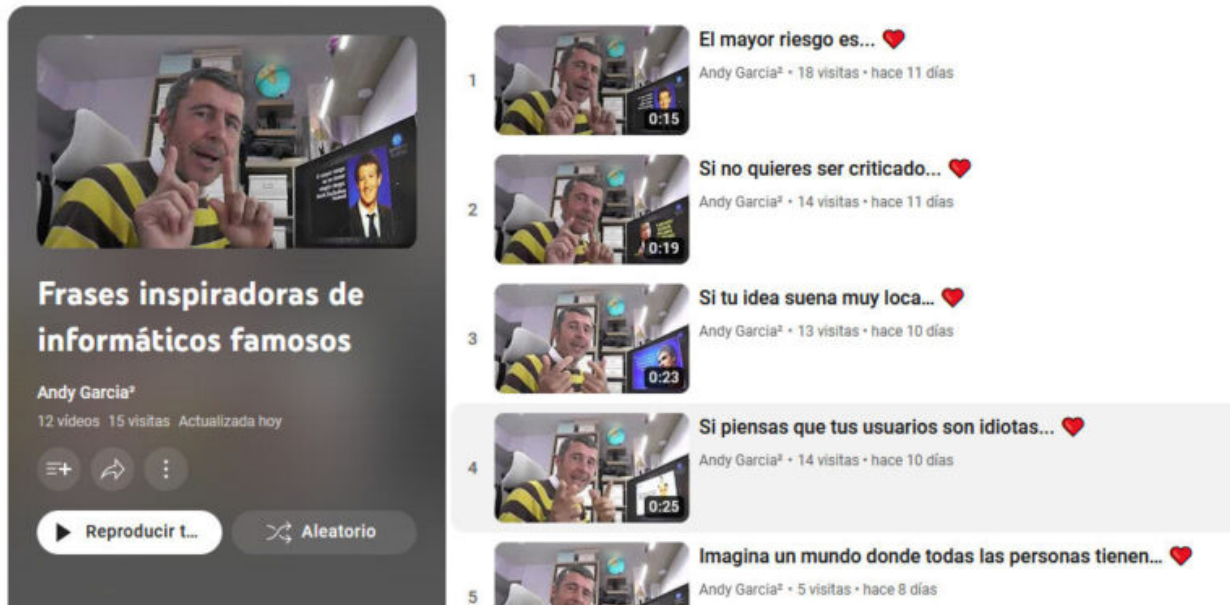 Frases inspiradoras de
informáticos famosos
Andy Garcia²
12 vídeos 15 visitas Actualizada hoy
Reproducir t...
Aleatorio
1
0:15
El mayor riesgo es... ❤️
Andy Garcia² • 18 visitas • hace 11 días
2
0:19
Si no quieres ser criticado... ❤️
Andy Garcia² • 14 visitas • hace 11 días
3
0:23
Si tu idea suena muy loca... ❤️
Andy Garcia² • 13 visitas • hace 10 días
4
0:25
Si piensas que tus usuarios son idiotas... ❤️
Andy Garcia² • 14 visitas • hace 10 días
5
Imagina un mundo donde todas las personas tienen... ❤️
Andy Garcia² • 5 visitas • hace 8 días